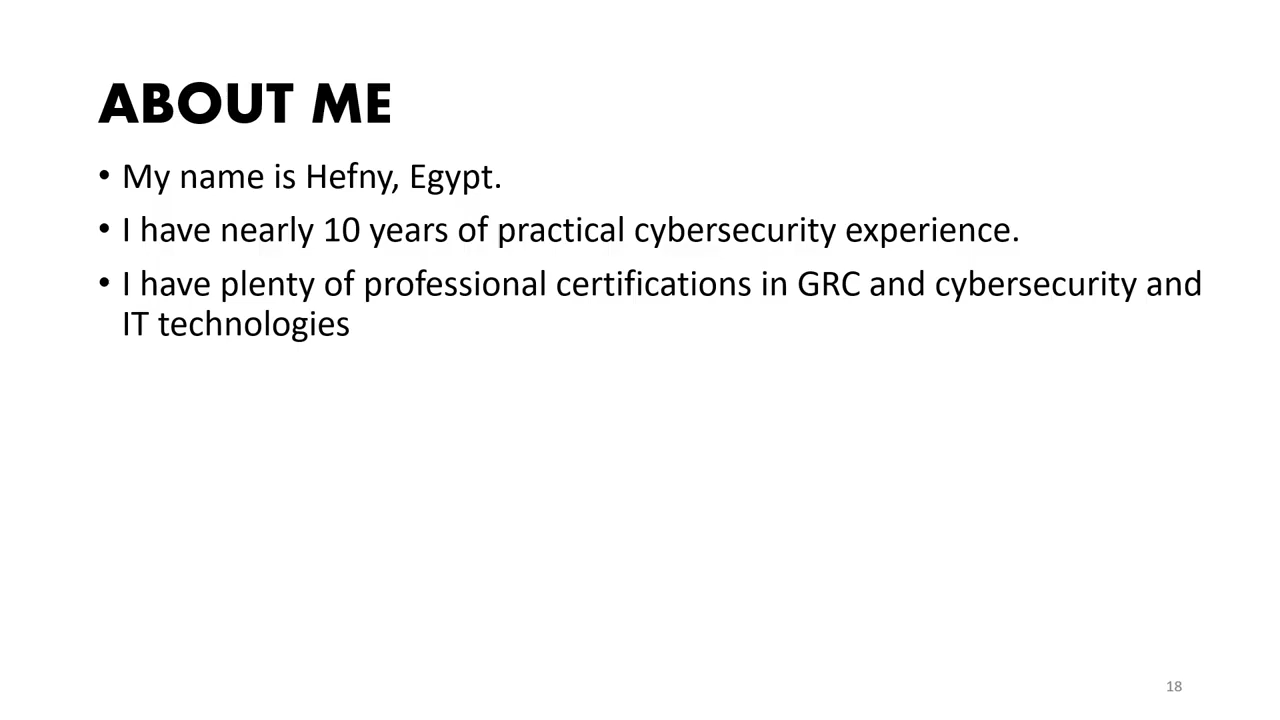 ABOUT ME
• My name is Hefny, Egypt.
• I have nearly 10 years of practical cybersecurity experience.
• I have plenty of professional certifications in GRC and cybersecurity and
IT technologies
18